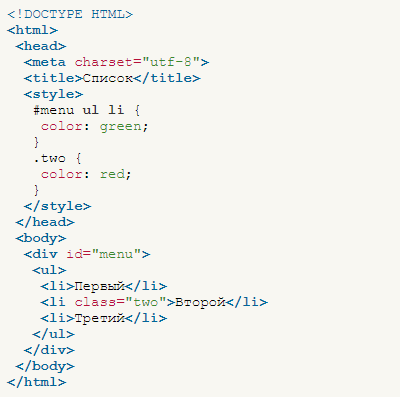 <!DOCTYPE HTML>
<html>
<head>
<meta charset="utf-8">
<title>Список</title>
<style>
#menu ul li {
color: green;
}
.two {
color: red;
}
</style>
</head>
<body>
<div id="menu">
<ul>
<li>Первый</li>
<li class="two">Второй</li>
<li>Третий</li>
</ul>
</div>
</body>
</html>